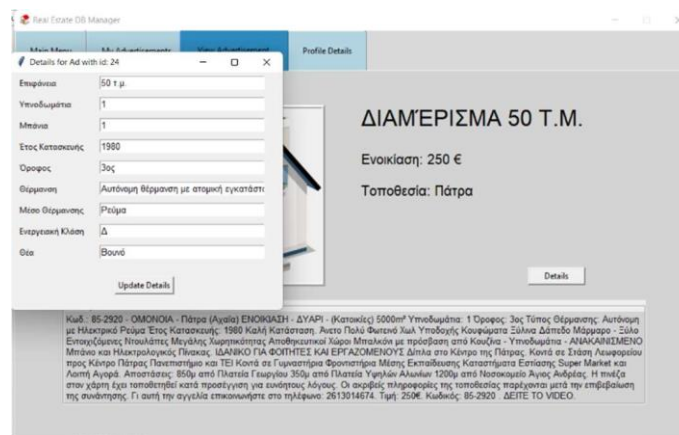 Real Estate DB Manager
Main Menu
My Advertisements
View Advertisement
Profile Details
Details for Ad with id: 24
Επιφάνεια 50 τ.μ.
Υπνοδωμάτια 1
Μπάνια 1
Έτος Κατασκευής 1980
Όροφος 3ος
Θέρμανση Αυτόνομη θέρμανση με ατομική εγκατάστα
Μέσο Θέρμανσης Ρεύμα
Ενεργειακή Κλάση Δ
Θέα Βουνό
Update Details
ΔΙΑΜΈΡΙΣΜΑ 50 Τ.Μ.
Ενοικίαση: 250 €
Τοποθεσία: Πάτρα
Details
Κωδ.: 85-2920 - ΟΜΟΝΟΙΑ - Πάτρα (Αχαΐα) ΕΝΟΙΚΙΑΣΗ - ΔΥΑΡΙ - (Κατοικίες) 5000m² Υπνοδωμάτια: 1 Όροφος: 3ος Τύπος Θέρμανσης: Αυτόνομη
με Ηλεκτρικό Ρεύμα Έτος Κατασκευής: 1980 Καλή Κατάσταση. Άνετο Πολύ Φωτεινό Χωλ Υποδοχής Κουφώματα Ξύλινα Δάπεδο Μάρμαρο - Ξύλο
Εντοιχιζόμενες Ντουλάπες Μεγάλης Χωρητικότητας Αποθηκευτικοί Χώροι Μπαλκόνι με πρόσβαση από Κουζίνα - Υπνοδωμάτια - ΑΝΑΚΑΙΝΙΣΜΕΝΟ
Μπάνιο και Ηλεκτρολογικός Πίνακας. ΙΔΑΝΙΚΟ ΓΙΑ ΦΟΙΤΗΤΕΣ ΚΑΙ ΕΡΓΑΖΟΜΕΝΟΥΣ Δίπλα στο Κέντρο της Πάτρας. Κοντά σε Στάση Λεωφορείου
προς Κέντρο Πάτρας Πανεπιστήμιο και ΤΕΙ Κοντά σε Γυμναστήρια Φροντιστήρια Μέσης Εκπαίδευσης Καταστήματα Εστίασης Super Market και
Λοιπή Αγορά. Αποστάσεις: 850μ από Πλατεία Γεωργίου 350μ από Πλατεία Υψηλών Αλωνίων 1200μ από Νοσοκομείο Άγιος Ανδρέας. Η πινέζα
στον χάρτη έχει τοποθετηθεί κατά προσέγγιση για ευνόητους λόγους. Οι ακριβείς πληροφορίες της τοποθεσίας παρέχονται μετά την επιβεβαίωση
της συνάντησης. Γι αυτή την αγγελία επικοινωνήστε στο τηλέφωνο: 2613014674. Τιμή: 250€. Κωδικός: 85-2920 . ΔΕΙΤΕ ΤΟ VIDEO.